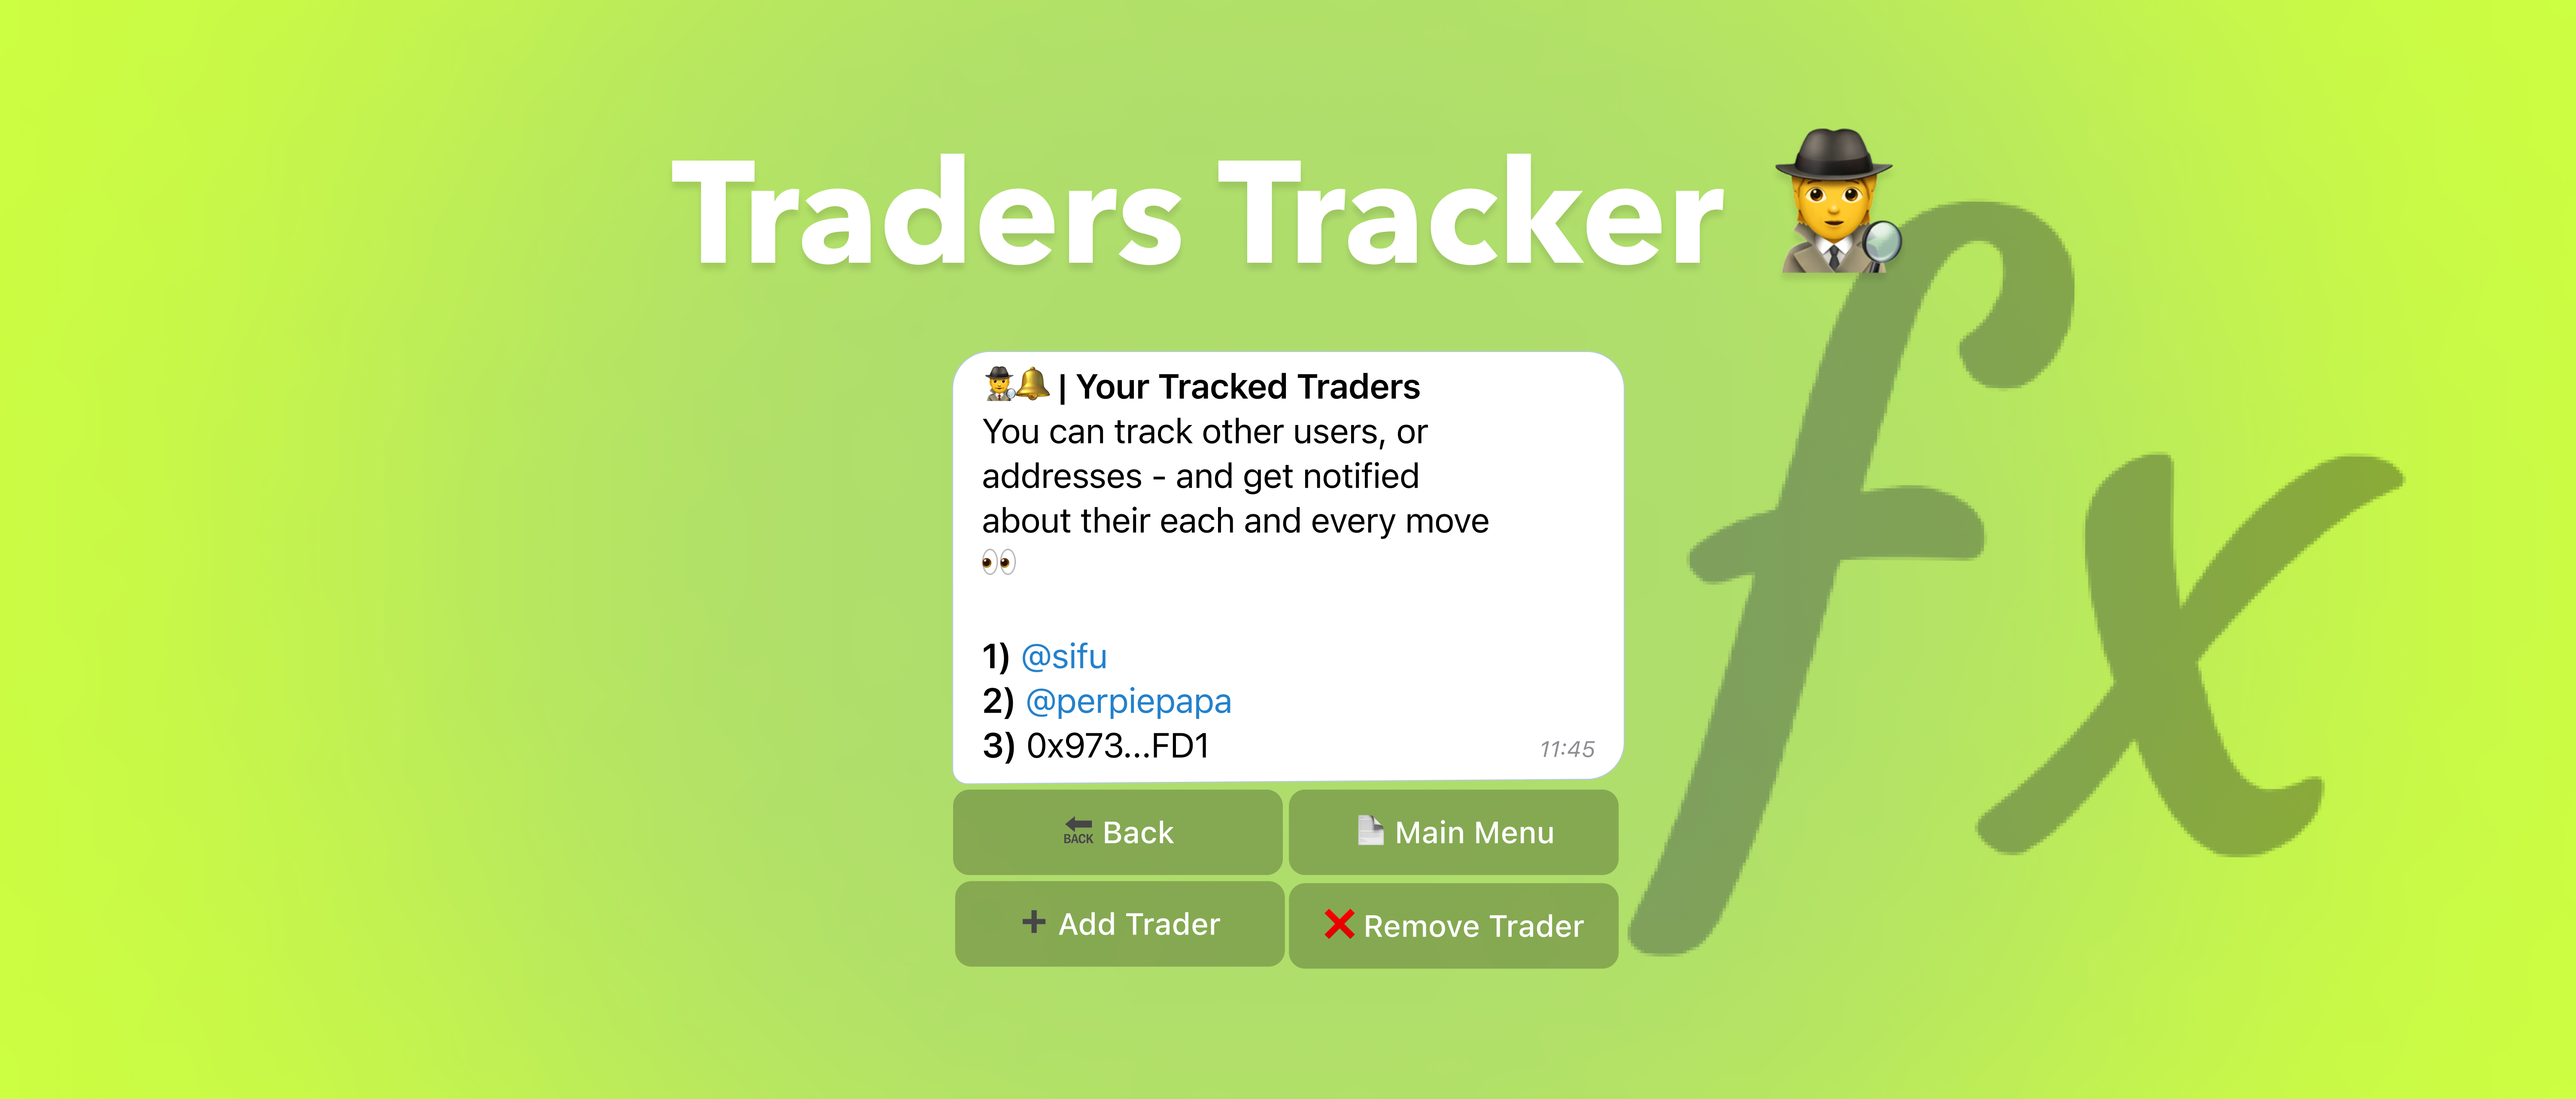 Traders Tracker 🕵️
🕵️🔔 | Your Tracked Traders
You can track other users, or
addresses - and get notified
about their each and every move
👀
1) @sifu
2) @perpiepapa
3) 0x973...FD1
11:45
🔙 Back
📄 Main Menu
➕ Add Trader
❌ Remove Trader
fx